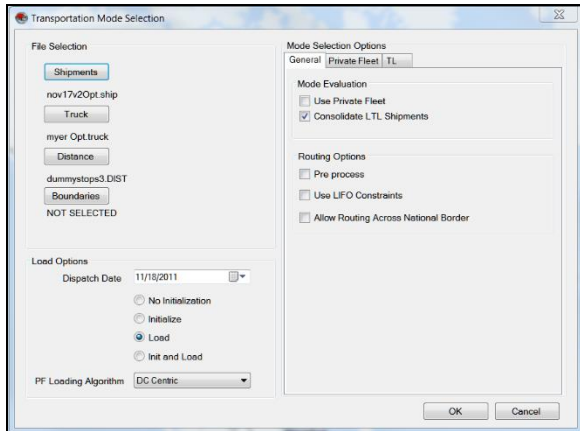 Transportation Mode Selection
File Selection
Shipments
nov17v2Opt.ship
Truck
myer Opt.truck
Distance
dummystops3.DIST
Boundaries
NOT SELECTED
Load Options
Dispatch Date 11/18/2011
No Initialization
Initialize
Load
Init and Load
PF Loading Algorithm DC Centric
Mode Selection Options
General Private Fleet TL
Mode Evaluation
Use Private Fleet
Consolidate LTL Shipments
Routing Options
Pre process
Use LIFO Constraints
Allow Routing Across National Border
OK Cancel